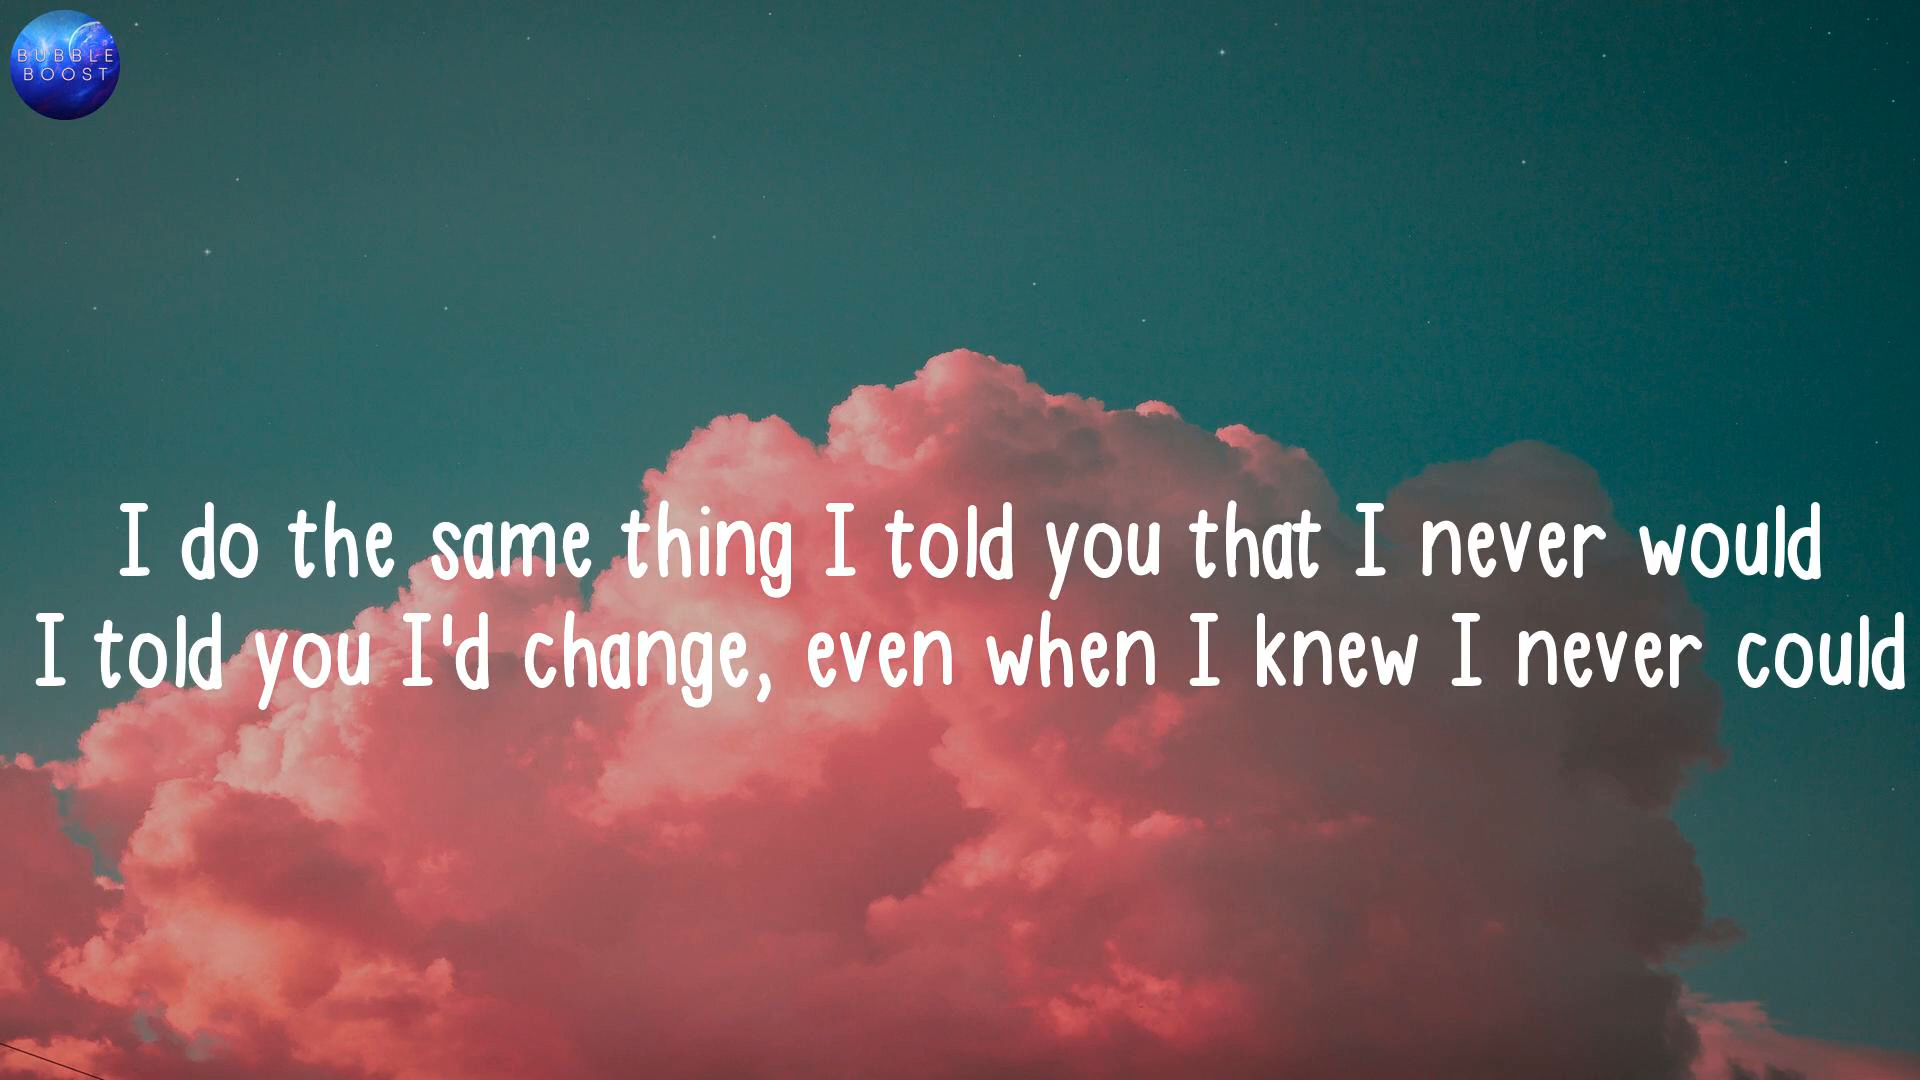 BUBBLE
BOOST
I do the same thing I told you that I never would
I told you I'd change, even when I knew I never could